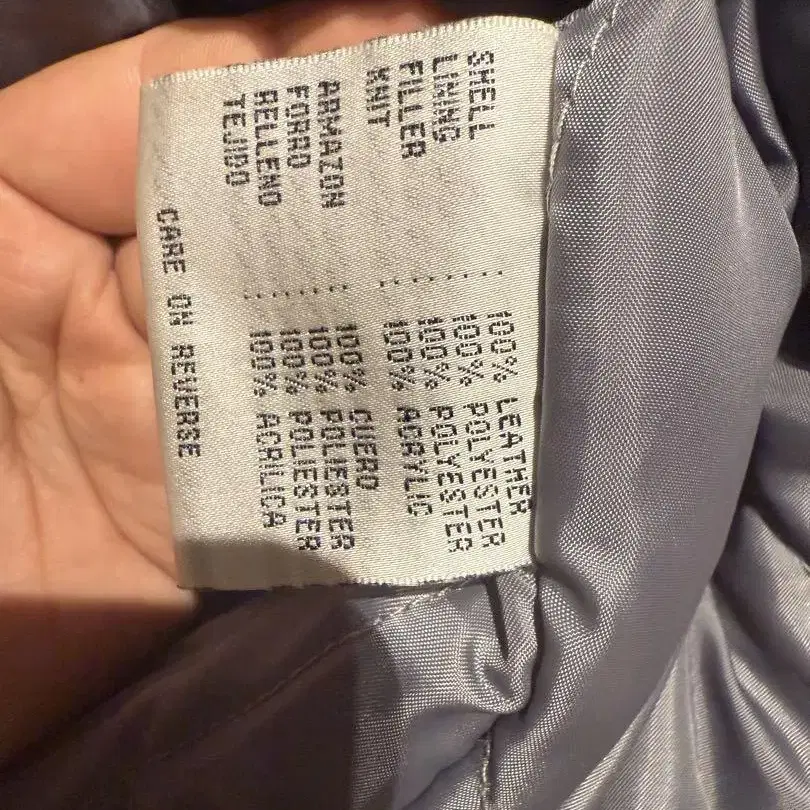 SHELL 100% LEATHER
LINING 100% POLYESTER
FILLER 100% POLYESTER
KNIT 100% ACRYLIC
ARMAZON 100% CUERO
FORRO 100% POLIESTER
RELLENO 100% POLIESTER
TEJIDO 100% ACRILICA
CARE ON REVERSE